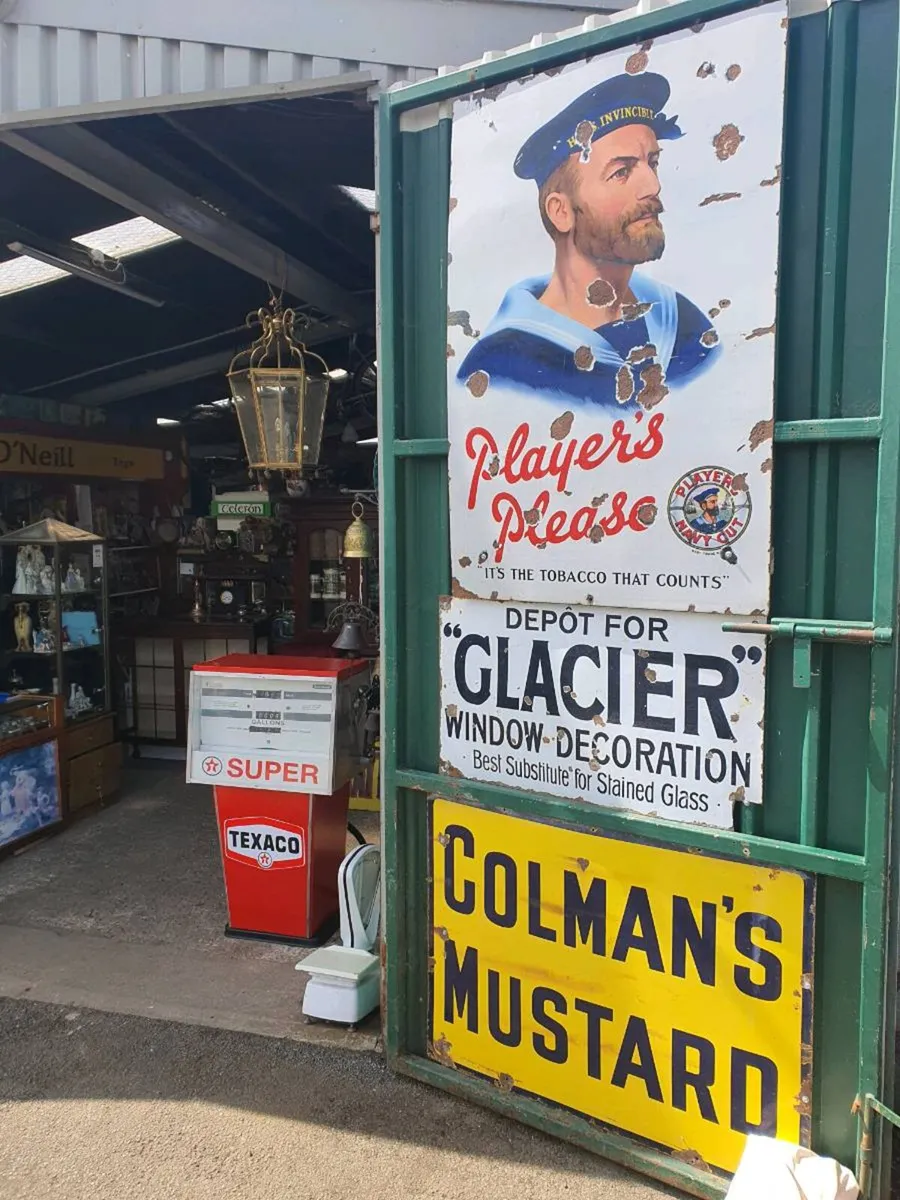 H.M.S. INVINCIBLE
Player's
Please
PLAYER'S
NAVY CUT
"IT'S THE TOBACCO THAT COUNTS"
DEPÔT FOR
"GLACIER"
WINDOW DECORATION
· Best Substitute for Stained Glass ·
COLMAN'S
MUSTARD
O'Neill
GALLONS
SUPER
TEXACO